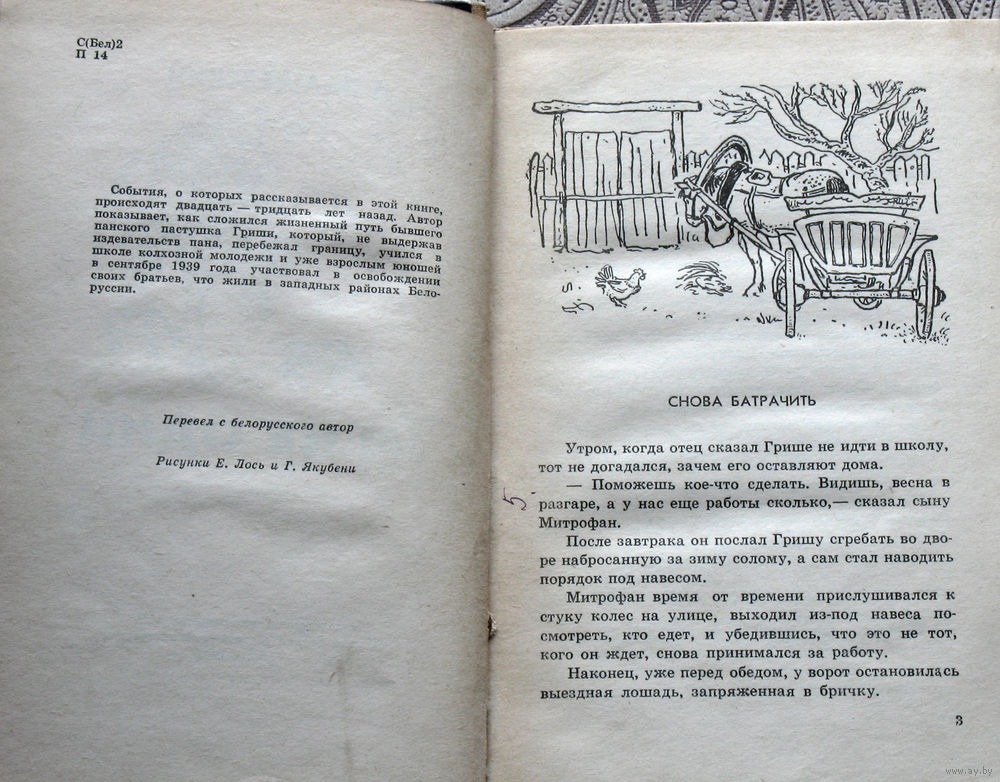 С(Бел)2
П 14
События, о которых рассказывается в этой книге,
происходят двадцать — тридцать лет назад. Автор
показывает, как сложился жизненный путь бывшего
панского пастушка Гриши, который, не выдержав
издевательств пана, перебежал границу, учился в
школе колхозной молодежи и уже взрослым юношей
в сентябре 1939 года участвовал в освобождении
своих братьев, что жили в западных районах Бело-
руссии.
Перевел с белорусского автор
Рисунки Е. Лось и Г. Якубени
СНОВА БАТРАЧИТЬ
Утром, когда отец сказал Грише не идти в школу,
тот не догадался, зачем его оставляют дома.
— Поможешь кое-что сделать. Видишь, весна в
5.
разгаре, а у нас еще работы сколько,— сказал сыну
Митрофан.
После завтрака он послал Гришу сгребать во дво-
ре набросанную за зиму солому, а сам стал наводить
порядок под навесом.
Митрофан время от времени прислушивался к
стуку колес на улице, выходил из-под навеса по-
смотреть, кто едет, и убедившись, что это не тот,
кого он ждет, снова принимался за работу.
Наконец, уже перед обедом, у ворот остановилась
выездная лошадь, запряженная в бричку.
3
www.ay.by